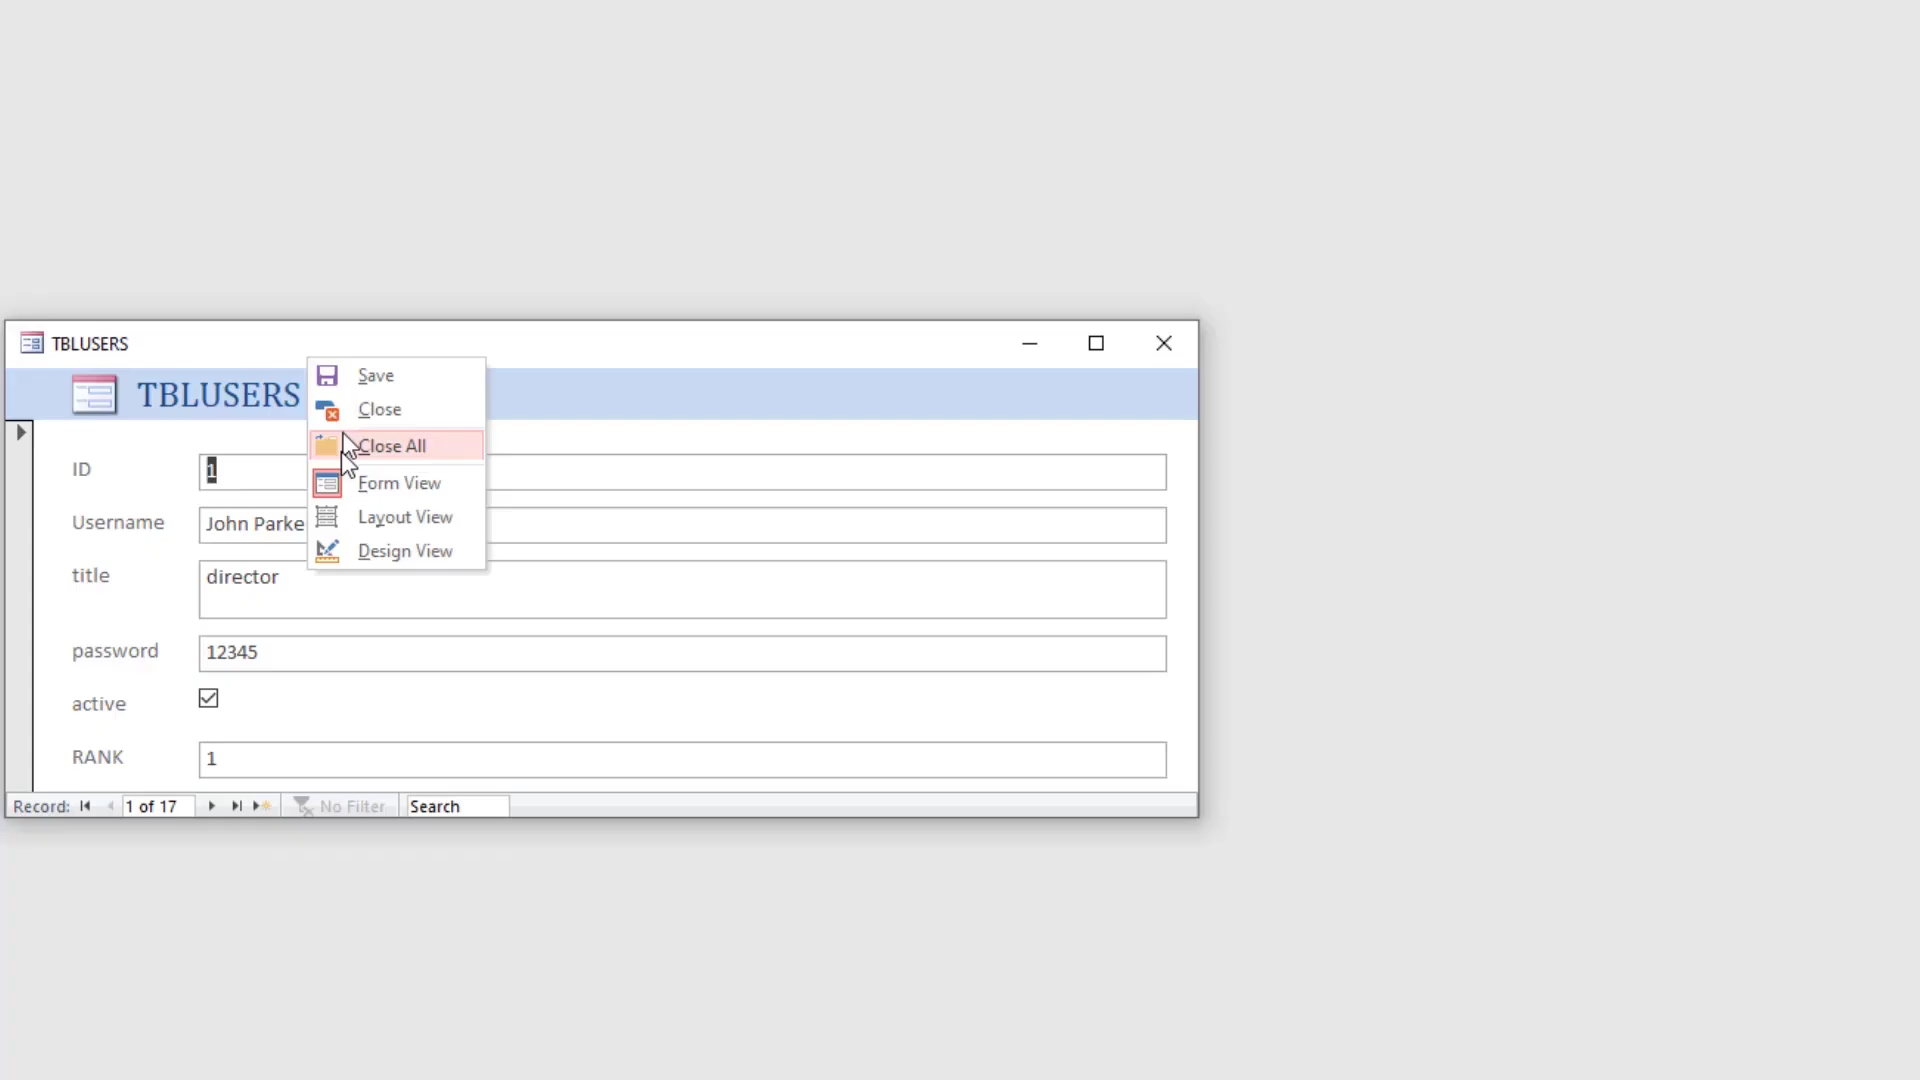 TBLUSERS
TBLUSERS
Save
Close
Close All
Form View
Layout View
Design View
ID 1
Username John Parke
title director
password 12345
active
RANK 1
Record: 1 of 17 No Filter Search